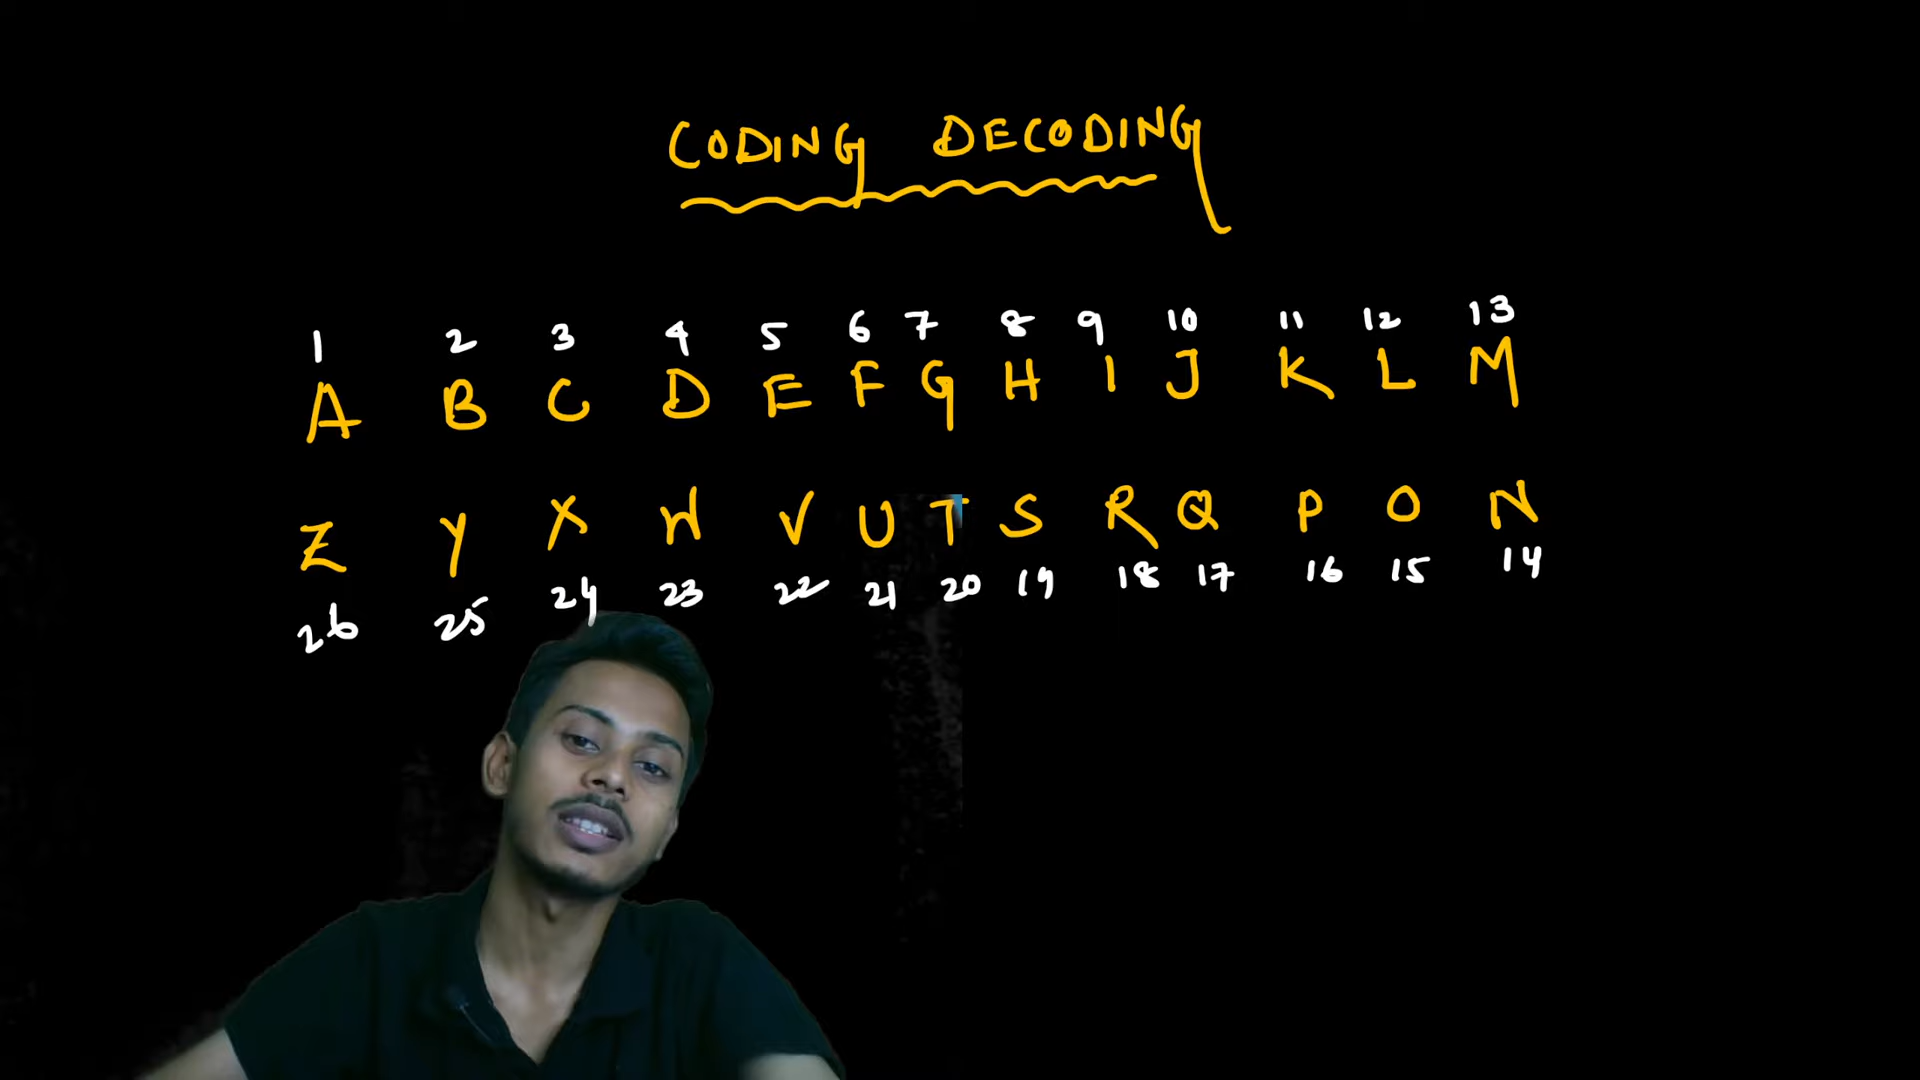 CODING DECODING
1 2 3 4 5 6 7 8 9 10 11 12 13
A B C D E F G H I J K L M
Z Y X W V U T S R Q P O N
26 25 24 23 22 21 20 19 18 17 16 15 14